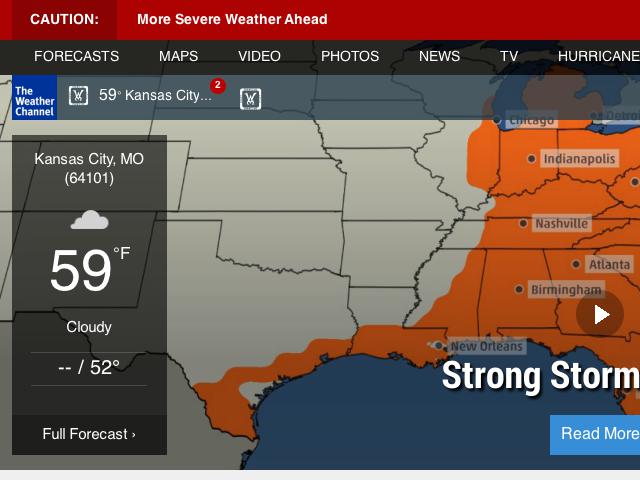 CAUTION: More Severe Weather Ahead
FORECASTS MAPS VIDEO PHOTOS NEWS TV HURRICANE
The
Weather
Channel
59° Kansas City... 2
Chicago
Detro
Kansas City, MO
(64101)
Indianapolis
Nashville
59°F
Atlanta
Birmingham
Cloudy
New Orleans
-- / 52°
Strong Storm
Full Forecast ›
Read More